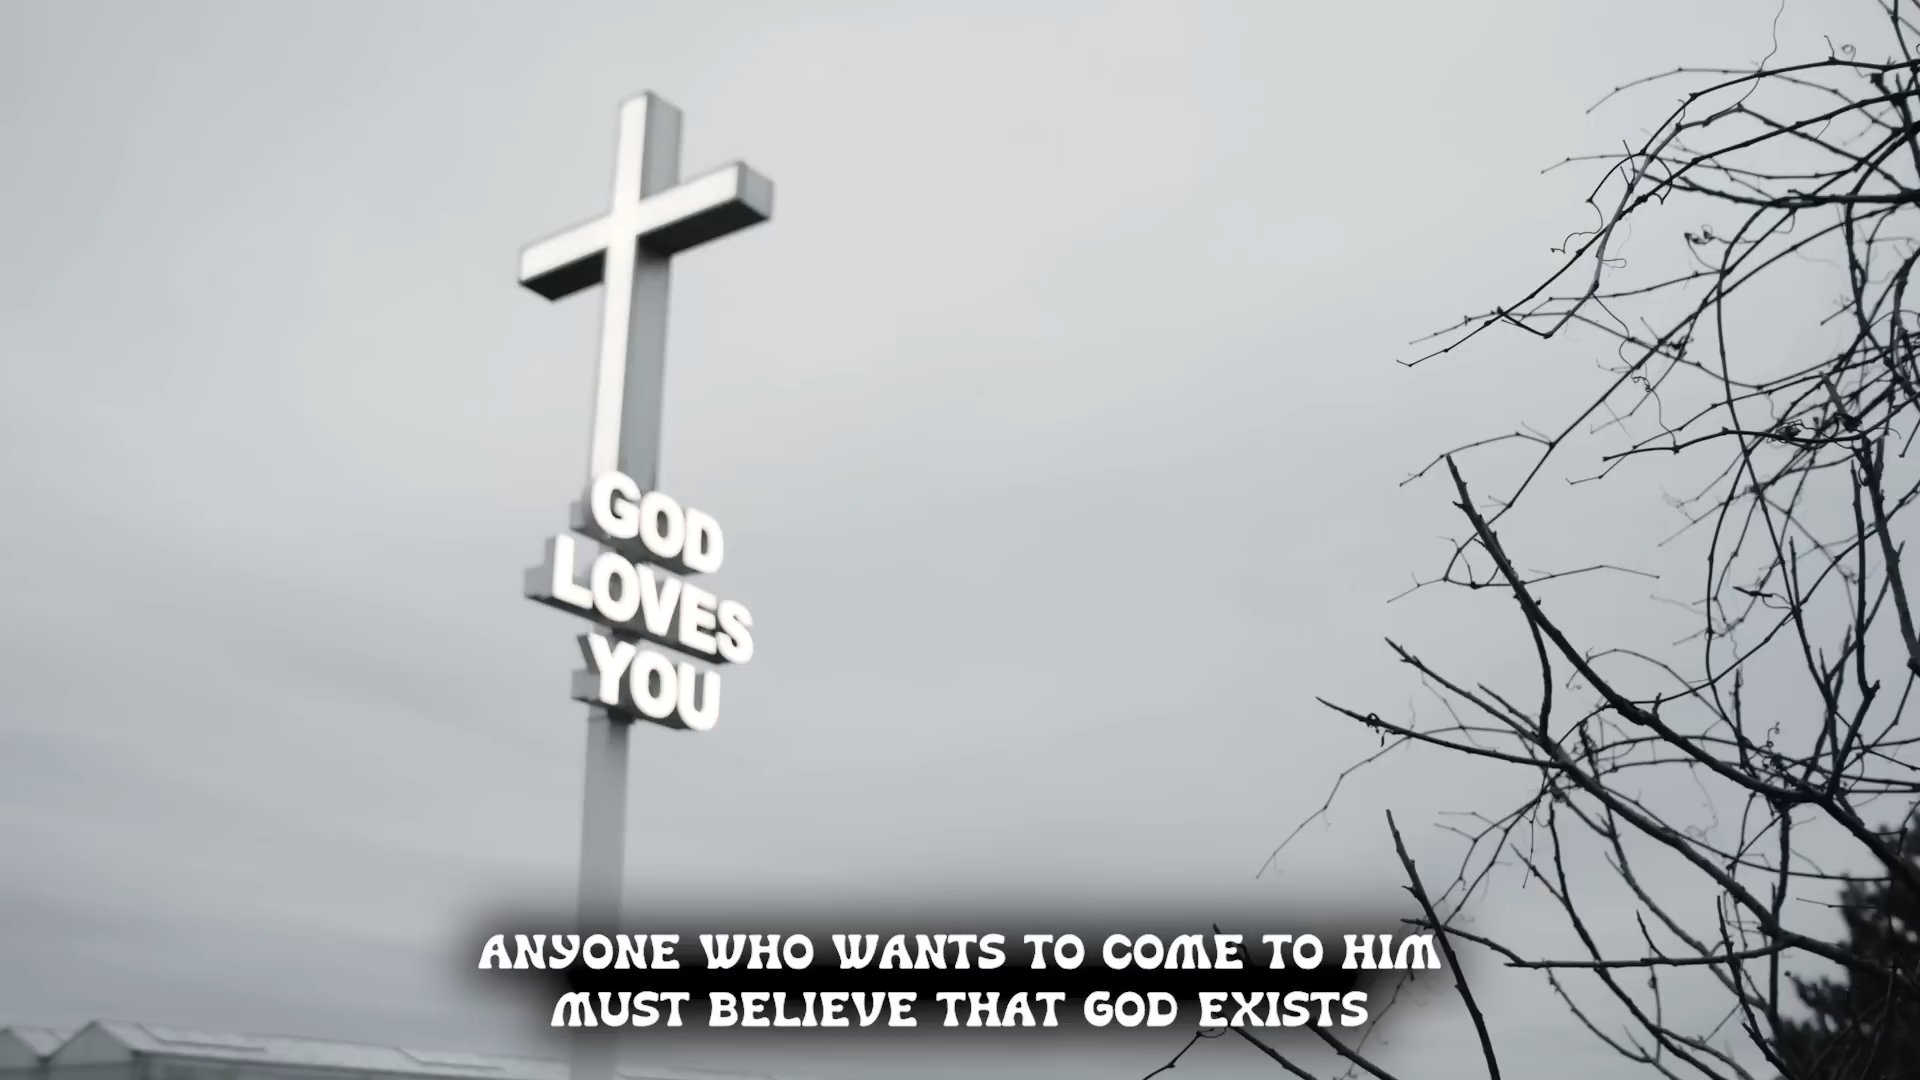 GOD
LOVES
YOU
ANYONE WHO WANTS TO COME TO HIM
MUST BELIEVE THAT GOD EXISTS